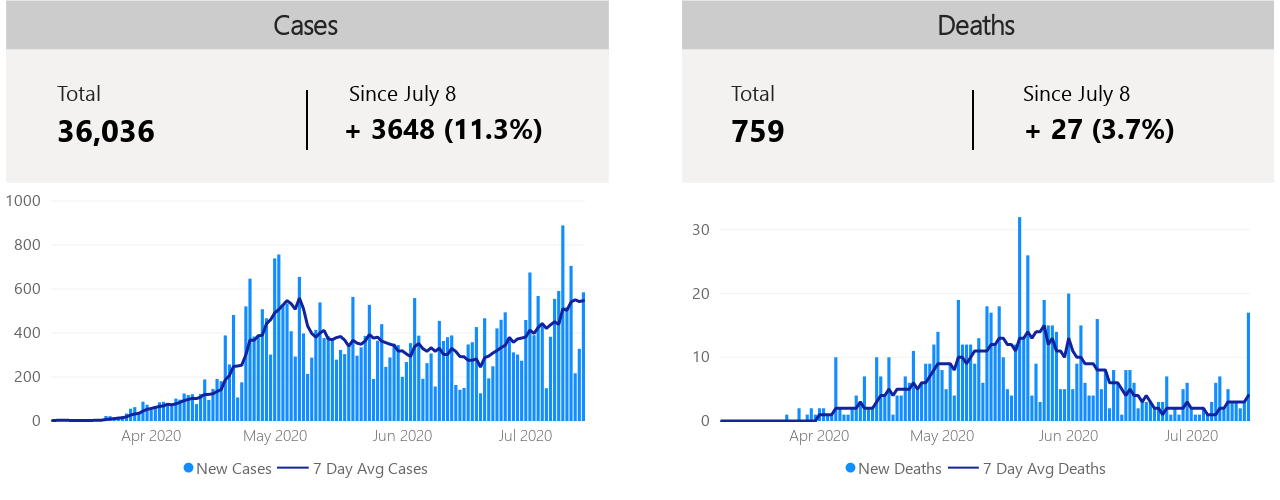 Cases
Total
Since July 8
36,036
+ 3648 (11.3%)
1000
800
600
400
200
0
Apr 2020
May 2020
Jun 2020
Jul 2020
New Cases
7 Day Avg Cases
Deaths
Total
Since July 8
759
+ 27 (3.7%)
30
20
10
0
Apr 2020
May 2020
Jun 2020
Jul 2020
New Deaths
7 Day Avg Deaths